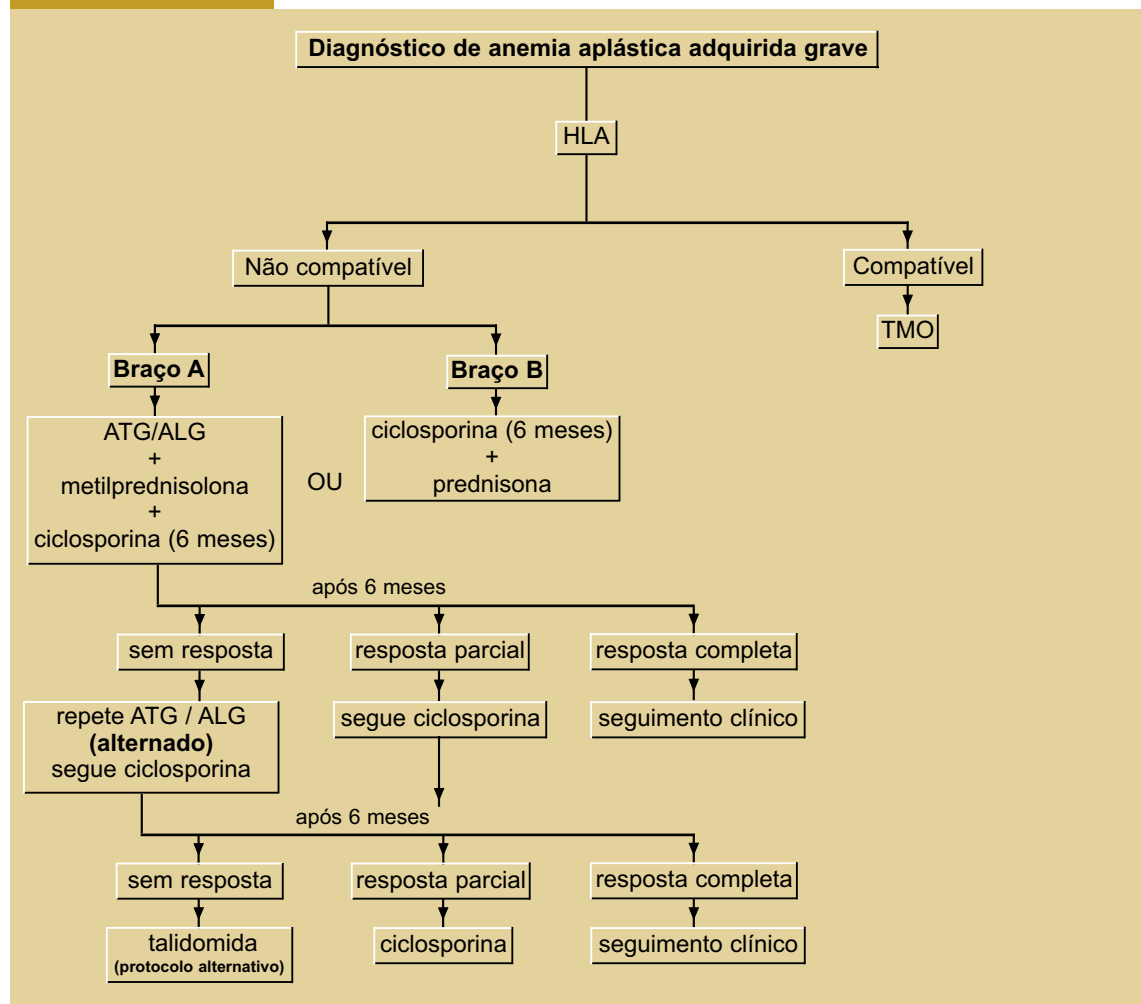 Diagnóstico de anemia aplástica adquirida grave
HLA
Não compatível
Compatível
TMO
Braço A
Braço B
ATG/ALG
+
metilprednisolona
+
ciclosporina (6 meses)
OU
ciclosporina (6 meses)
+
prednisona
após 6 meses
sem resposta
resposta parcial
resposta completa
repete ATG / ALG
(alternado)
segue ciclosporina
segue ciclosporina
seguimento clínico
após 6 meses
sem resposta
resposta parcial
resposta completa
talidomida
(protocolo alternativo)
ciclosporina
seguimento clínico